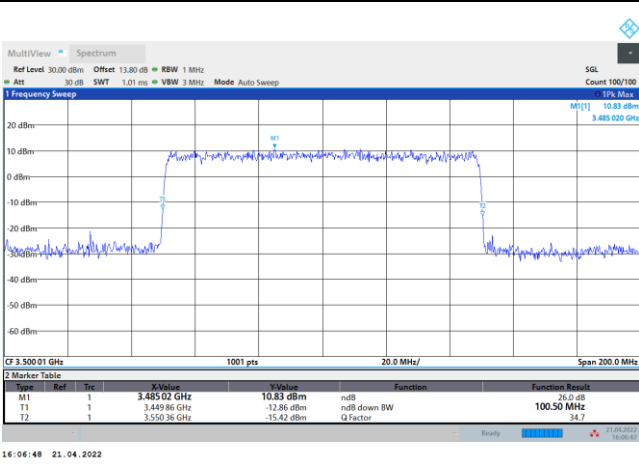 MultiView Spectrum
Ref Level 30.00 dBm Offset 13.80 dB RBW 1 MHz SGL
Att 30 dB SWT 1.01 ms VBW 3 MHz Mode Auto Sweep Count 100/100
1 Frequency Sweep 1Pk Max
M1[1] 10.83 dBm
3.485 020 GHz
20 dBm
M1
10 dBm
0 dBm
-10 dBm
T1 T2
-20 dBm
-30 dBm
-40 dBm
-50 dBm
-60 dBm
CF 3.500 01 GHz 1001 pts 20.0 MHz/ Span 200.0 MHz
2 Marker Table
Type Ref Trc X-Value Y-Value Function Function Result
M1 1 3.485 02 GHz 10.83 dBm ndB 26.0 dB
T1 1 3.449 86 GHz -12.86 dBm ndB down BW 100.50 MHz
T2 1 3.550 36 GHz -15.42 dBm Q Factor 34.7
Ready 21.04.2022
16:06:47
16:06:48 21.04.2022